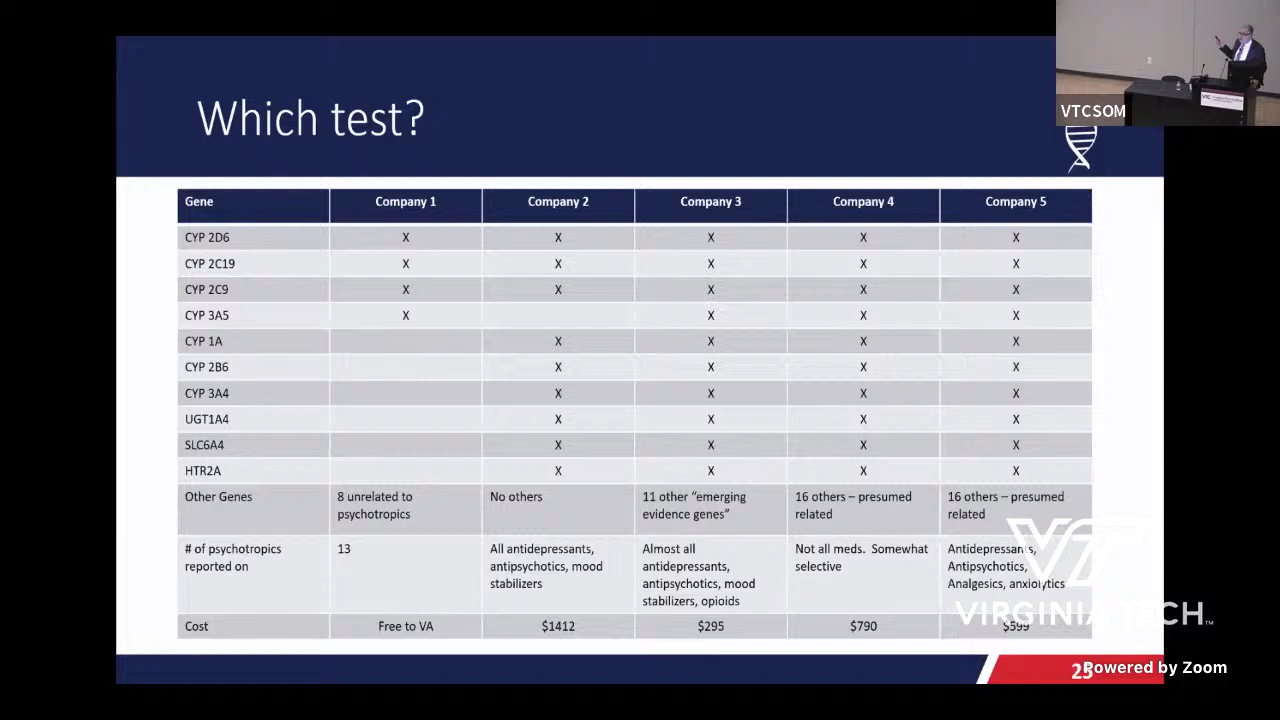 Which test?
VTCSOM
Gene Company 1 Company 2 Company 3 Company 4 Company 5
CYP 2D6 X X X X X
CYP 2C19 X X X X X
CYP 2C9 X X X X X
CYP 3A5 X X X X
CYP 1A X X X X
CYP 2B6 X X X X
CYP 3A4 X X X X
UGT1A4 X X X X
SLC6A4 X X X X
HTR2A X X X X
Other Genes 8 unrelated to No others 11 other “emerging 16 others – presumed 16 others – presumed
psychotropics evidence genes” related related
# of psychotropics 13 All antidepressants, Almost all Not all meds. Somewhat Antidepressants,
reported on antipsychotics, mood antidepressants, selective Antipsychotics,
stabilizers antipsychotics, mood Analgesics, anxiolytics
stabilizers, opioids
Cost Free to VA $1412 $295 $790 $599
VT
VIRGINIA TECH™
Powered by Zoom